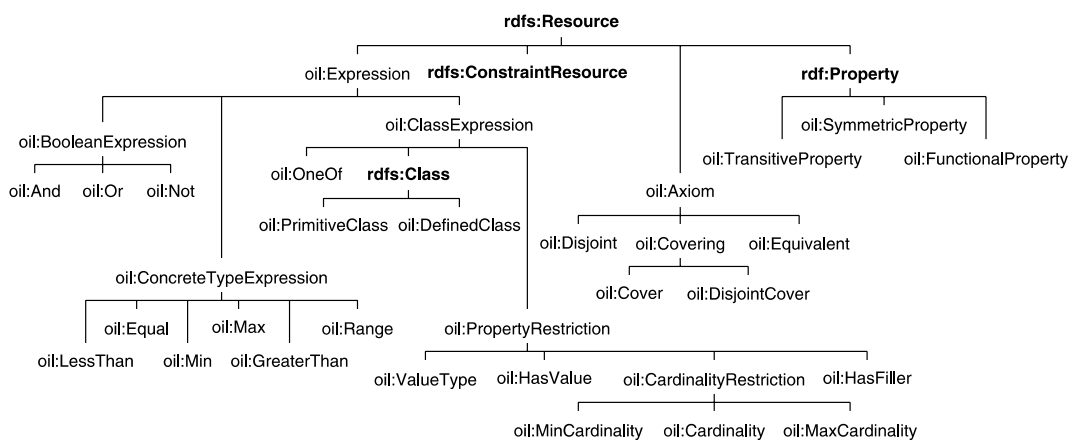 rdfs:Resource
oil:Expression rdfs:ConstraintResource rdf:Property
oil:ClassExpression oil:SymmetricProperty
oil:BooleanExpression
oil:TransitiveProperty oil:FunctionalProperty
oil:OneOf rdfs:Class
oil:And oil:Or oil:Not oil:Axiom
oil:PrimitiveClass oil:DefinedClass
oil:Disjoint oil:Covering oil:Equivalent
oil:ConcreteTypeExpression
oil:Cover oil:DisjointCover
oil:Equal oil:Max oil:Range oil:PropertyRestriction
oil:LessThan oil:Min oil:GreaterThan
oil:ValueType oil:HasValue oil:CardinalityRestriction oil:HasFiller
oil:MinCardinality oil:Cardinality oil:MaxCardinality